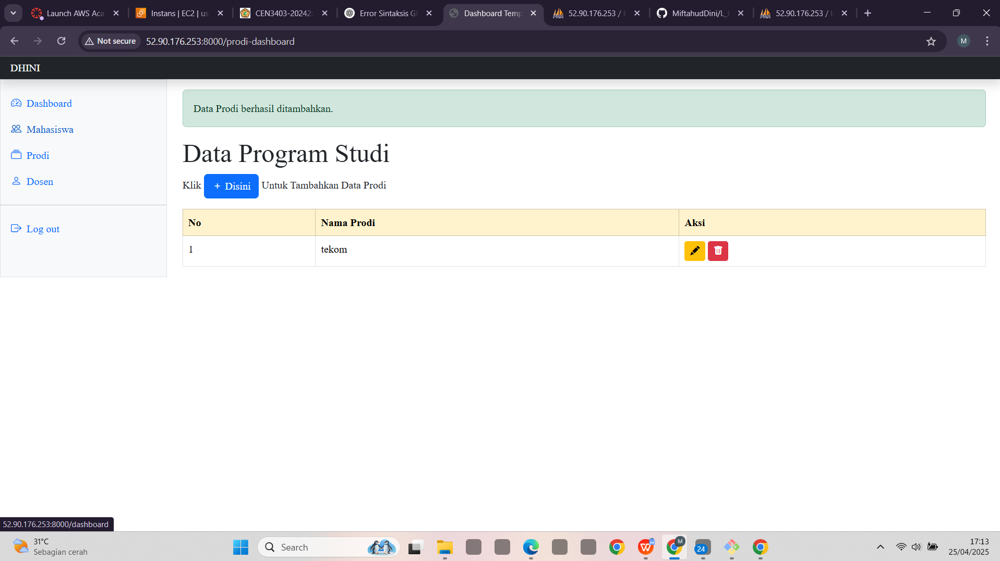 Launch AWS Aca
Instans | EC2 | us
CEN3403-20242
Error Sintaksis G
Dashboard Temp
52.90.176.253 /
MiftahudDini/L_
52.90.176.253 /
Not secure
52.90.176.253:8000/prodi-dashboard
M
DHINI
Dashboard
Mahasiswa
Prodi
Dosen
Log out
Data Prodi berhasil ditambahkan.
Data Program Studi
Klik + Disini Untuk Tambahkan Data Prodi
No Nama Prodi Aksi
1 tekom
52.90.176.253:8000/dashboard
31°C
Sebagian cerah
Search
W
M
24
17:13
25/04/2025